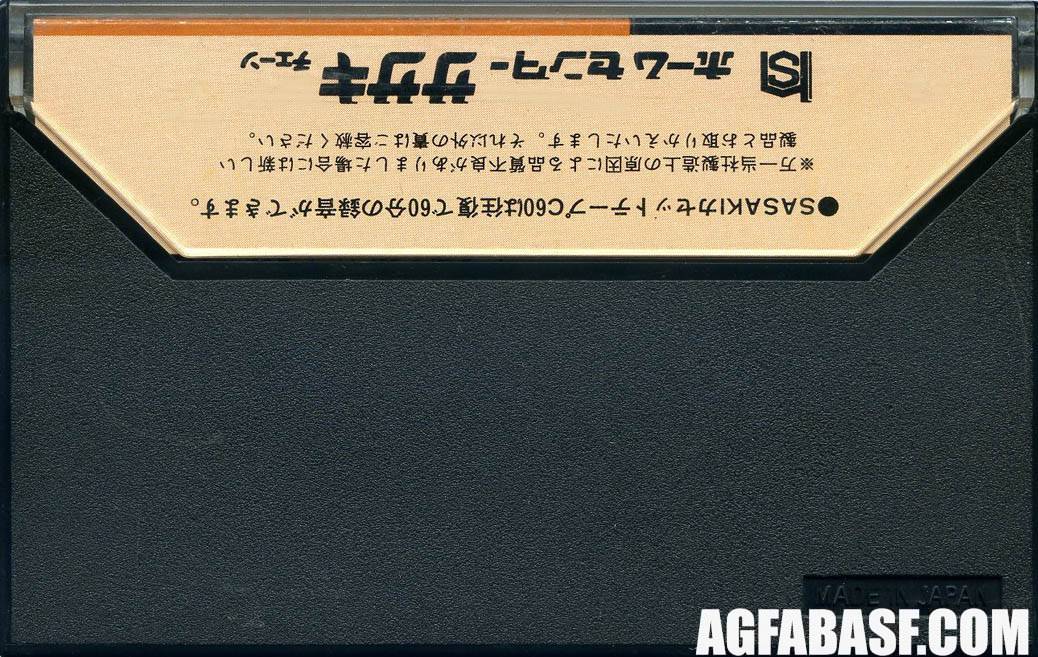 ●SASAKIカセットテープC60は往復で60分の録音ができます。
※万一当社製造上の原因による品質不良がありました場合には新しい
製品とお取りかえいたします。それ以外の責はご容赦ください。
ホームセンターササキチェーン
MADE IN JAPAN
AGFABASF.COM